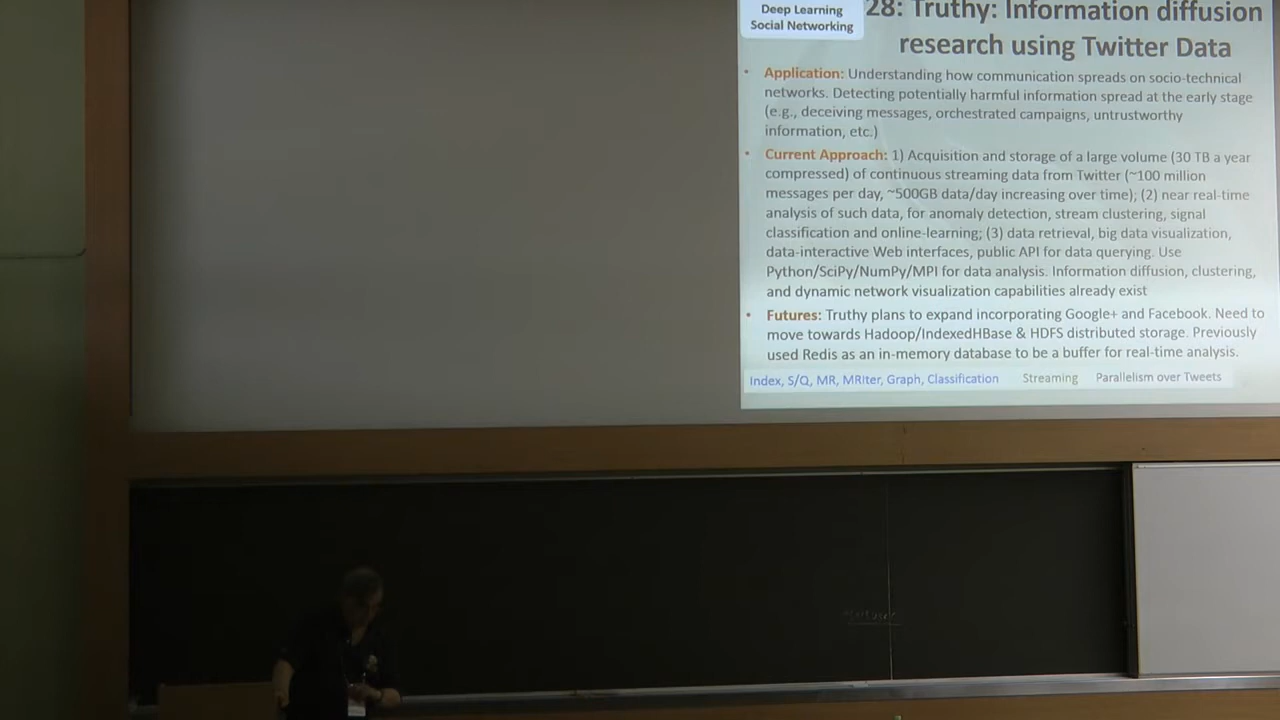 Deep Learning
Social Networking
28: Truthy: Information diffusion
research using Twitter Data
• Application: Understanding how communication spreads on socio-technical
networks. Detecting potentially harmful information spread at the early stage
(e.g., deceiving messages, orchestrated campaigns, untrustworthy
information, etc.)
• Current Approach: 1) Acquisition and storage of a large volume (30 TB a year
compressed) of continuous streaming data from Twitter (~100 million
messages per day, ~500GB data/day increasing over time); (2) near real-time
analysis of such data, for anomaly detection, stream clustering, signal
classification and online-learning; (3) data retrieval, big data visualization,
data-interactive Web interfaces, public API for data querying. Use
Python/SciPy/NumPy/MPI for data analysis. Information diffusion, clustering,
and dynamic network visualization capabilities already exist
• Futures: Truthy plans to expand incorporating Google+ and Facebook. Need to
move towards Hadoop/IndexedHBase & HDFS distributed storage. Previously
used Redis as an in-memory database to be a buffer for real-time analysis.
Index, S/Q, MR, MRIter, Graph, Classification Streaming Parallelism over Tweets